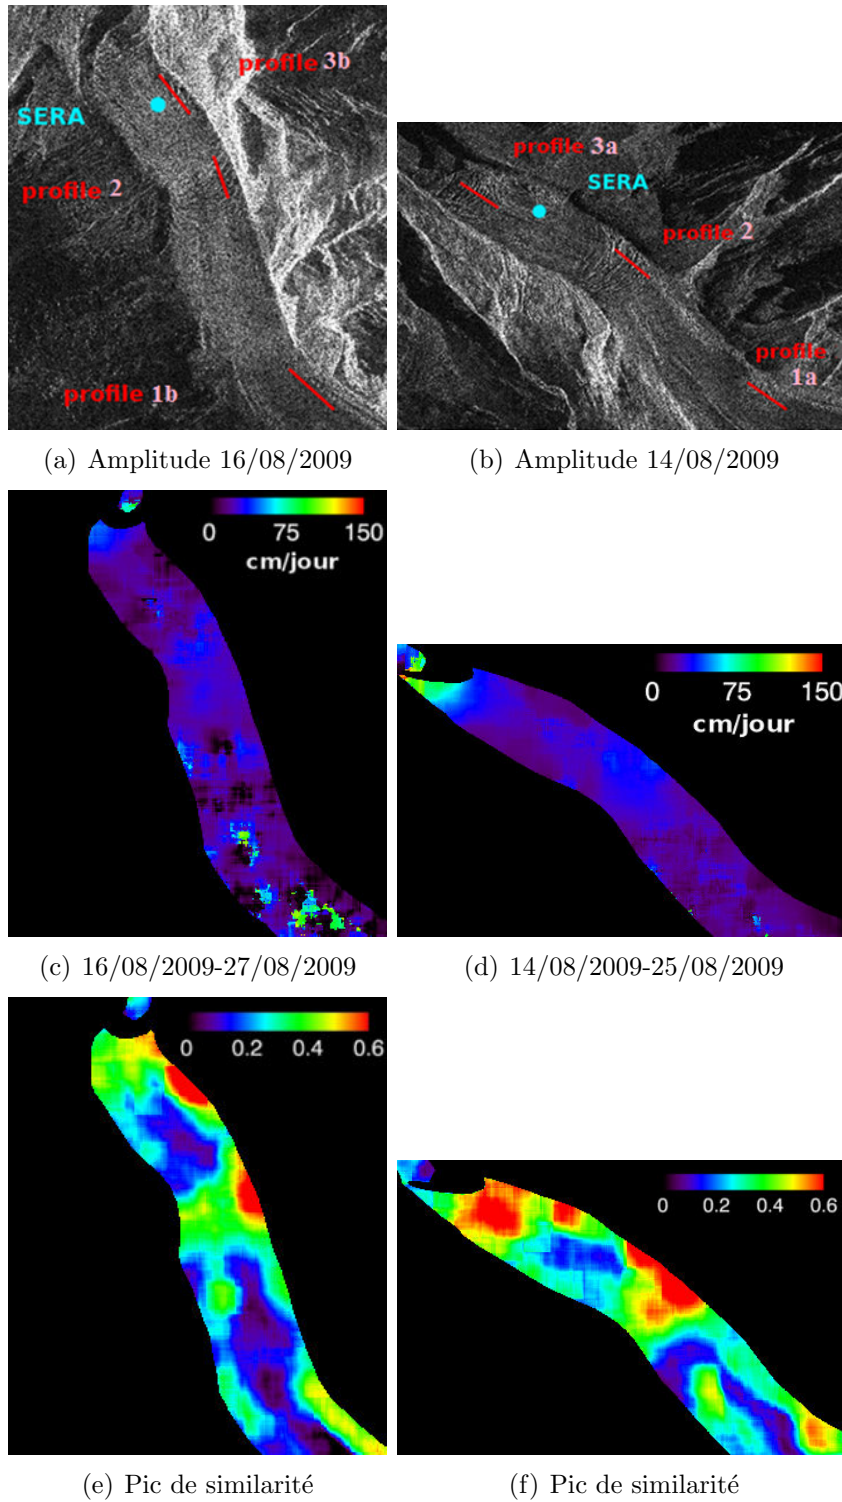 profile 3b
SERA
profile 2
profile 1b
profile 3a
SERA
profile 2
profile
1a
(a) Amplitude 16/08/2009
(b) Amplitude 14/08/2009
0 75 150
cm/jour
0 75 150
cm/jour
(c) 16/08/2009-27/08/2009
(d) 14/08/2009-25/08/2009
0 0.2 0.4 0.6
0 0.2 0.4 0.6
(e) Pic de similarité
(f) Pic de similarité